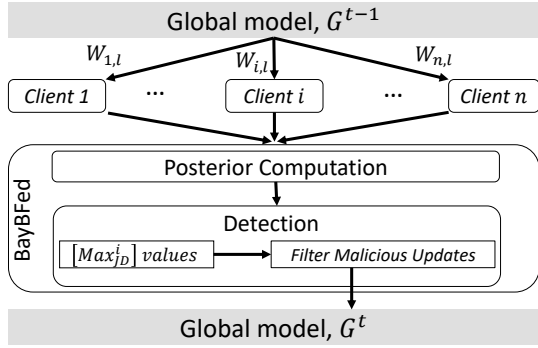 Global model, G^{t-1}
W_{1,l} W_{i,l} W_{n,l}
Client 1 ... Client i ... Client n
BayBFed
Posterior Computation
Detection
[Max^i_{jD}] values Filter Malicious Updates
Global model, G^t